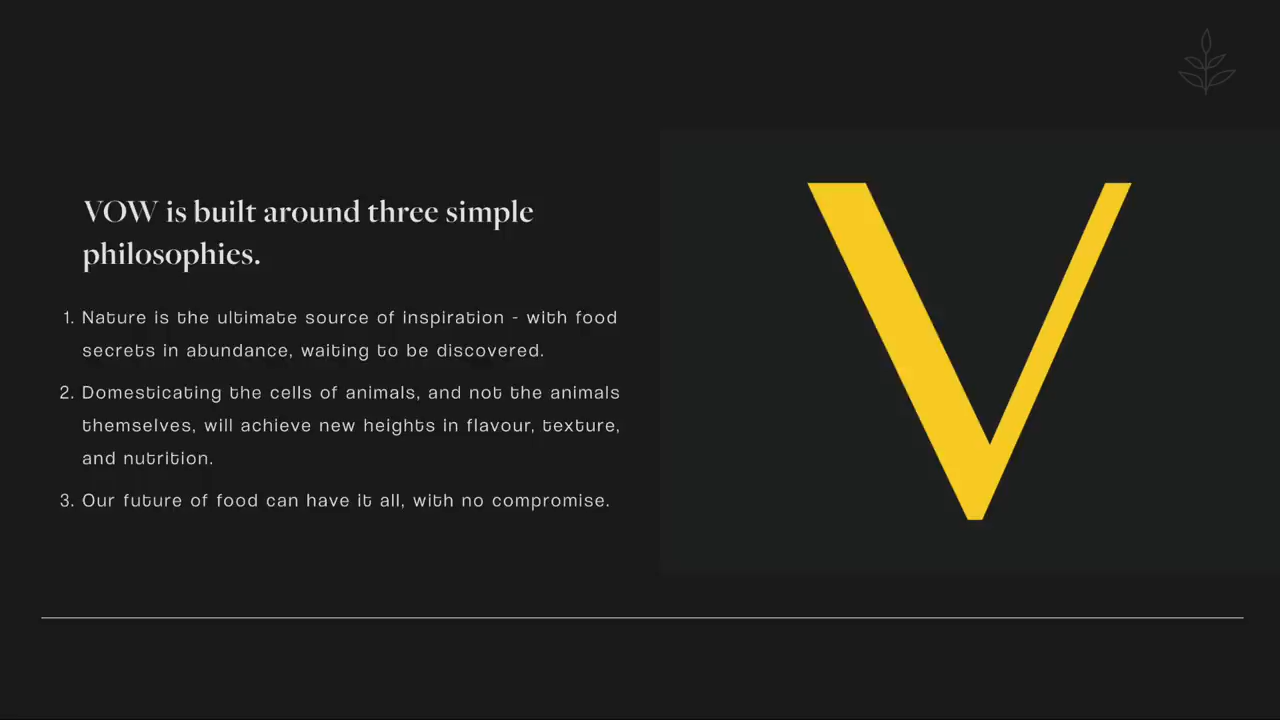 VOW is built around three simple
philosophies.
1. Nature is the ultimate source of inspiration - with food
secrets in abundance, waiting to be discovered.
2. Domesticating the cells of animals, and not the animals
themselves, will achieve new heights in flavour, texture,
and nutrition.
3. Our future of food can have it all, with no compromise.
V